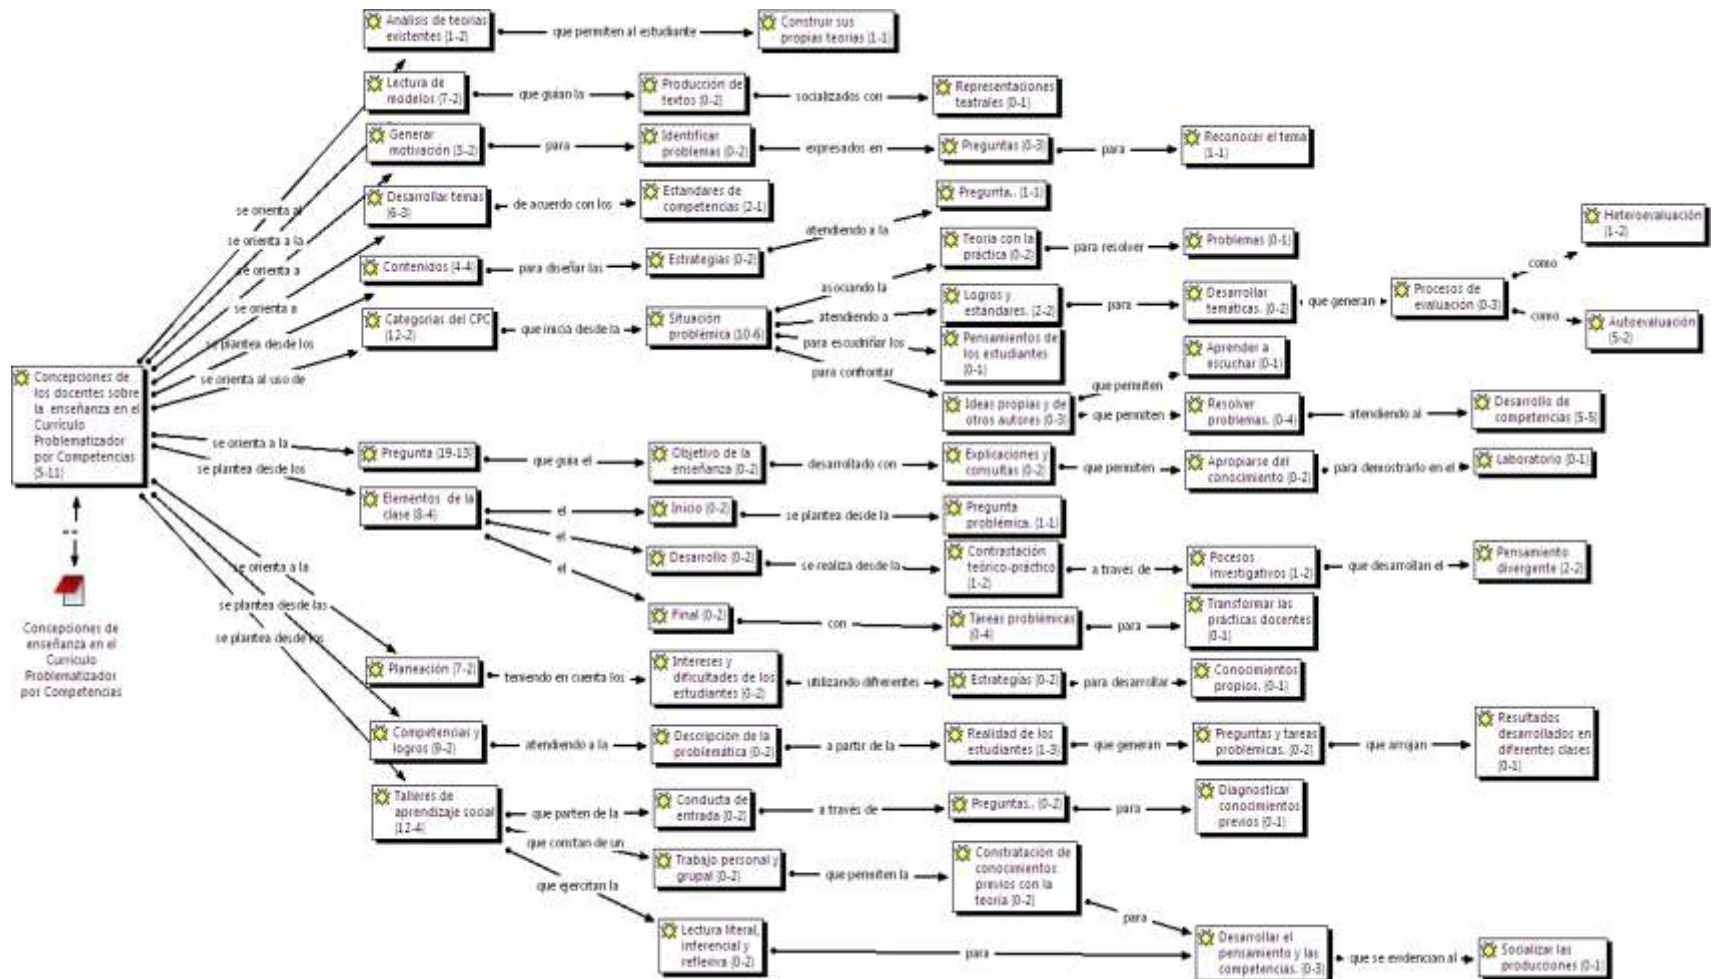 Análisis de teorías
existentes (1-2)
que permiten al estudiante
Construir sus
propias teorías (1-1)
Lectura de
modelos (7-2)
que guían la
Producción de
textos (0-2)
socializados con
Representaciones
teatrales (0-1)
Generar
motivación (3-2)
para
Identificar
problemas (0-2)
expresados en
Preguntas (0-3)
para
Reconocer el tema
(1-1)
Desarrollar temas
(6-3)
de acuerdo con los
Estandares de
competencias (2-1)
Contenidos (4-4)
para diseñar las
Estrategias (0-2)
atendiendo a la
Pregunta.. (1-1)
Categorías del CPC
(12-2)
que inicia desde la
Situación
problémica (10-6)
asociando la
Teoría con la
práctica (0-2)
para resolver
Problemas (0-1)
atendiendo a
Logros y
estándares. (2-2)
para
Desarrollar
temáticas. (0-2)
que generan
Procesos de
evaluación (0-3)
como
Heteroevaluación
(1-2)
como
Autoevaluación
(5-2)
para escudriñar los
Pensamientos de
los estudiantes
(0-1)
para confrontar
Ideas propias y de
otros autores (0-3)
que permiten
Aprender a
escuchar (0-1)
que permiten
Resolver
problemas. (0-4)
atendiendo al
Desarrollo de
competencias (5-5)
se orienta al
se orienta a la
se orienta a
se orienta a
se plantea desde los
se orienta al uso de
Concepciones de
los docentes sobre
la enseñanza en el
Currículo
Problematizador
por Competencias
(5-11)
se orienta a la
se plantea desde los
Pregunta (19-13)
que guía el
Objetivo de la
enseñanza (0-2)
desarrollado con
Explicaciones y
consultas (0-2)
que permiten
Apropiarse del
conocimiento (0-2)
para demostrarlo en el
Laboratorio (0-1)
Elementos de la
clase (8-4)
el
Inicio (0-2)
se plantea desde la
Pregunta
problémica. (1-1)
el
Desarrollo (0-2)
se realiza desde la
Contrastación
teórico-práctico
(1-2)
a través de
Pocesos
investigativos (1-2)
que desarrollan el
Pensamiento
divergente (2-2)
el
Final (0-2)
con
Tareas problémicas
(0-4)
para
Transformar las
prácticas docentes
(0-1)
--
Concepciones de
enseñanza en el
Currículo
Problematizador
por Competencias
se orienta a la
se plantea desde las
se plantea desde los
Planeación (7-2)
teniendo en cuenta los
Intereses y
dificultades de los
estudiantes (0-2)
utilizando difrerentes
Estrategias (0-2)
para desarrollar
Conocimientos
propios. (0-1)
Competencias y
logros (9-2)
atendiendo a la
Descripción de la
problemática (0-2)
a partir de la
Realidad de los
estudiantes (1-3)
que generan
Preguntas y tareas
problémicas. (0-2)
que arrojan
Resultados
desarrollados en
diferentes clases
(0-1)
Talleres de
aprendizaje social
(12-4)
que parten de la
Conducta de
entrada (0-2)
a través de
Preguntas.. (0-2)
para
Diagnosticar
conocimientos
previos (0-1)
que constan de un
Trabajo personal y
grupal (0-2)
que permiten la
Constratación de
conocimientos
previos con la
teoría (0-2)
para
que ejercitan la
Lectura literal,
inferencial y
reflexiva (0-2)
para
Desarrollar el
pensamiento y las
competencias. (0-3)
que se evidencian al
Socializar las
producciones (0-1)